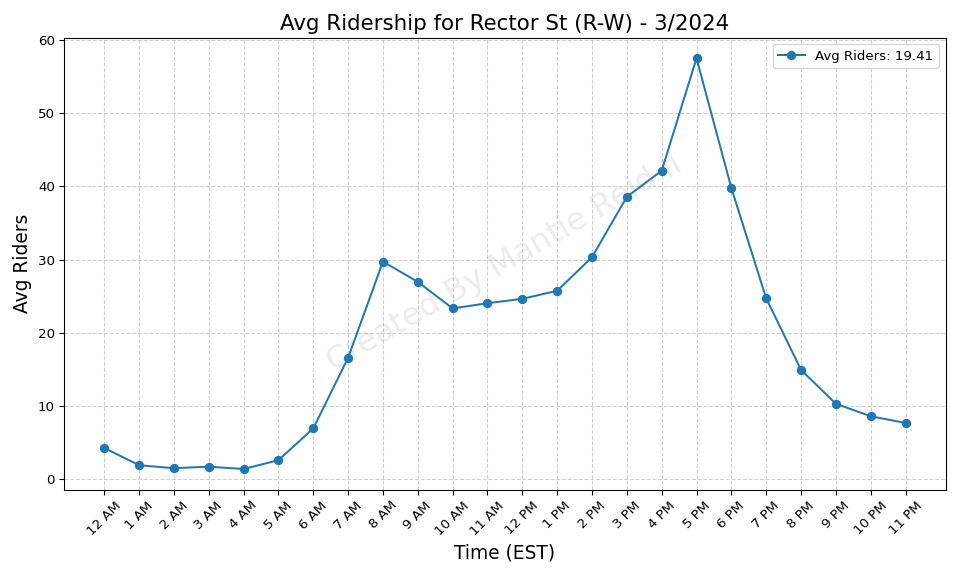 Avg Ridership for Rector St (R-W) - 3/2024
Avg Riders: 19.41
60
50
40
30
20
10
0
Avg Riders
Created By Mantie Reid II
12 AM
1 AM
2 AM
3 AM
4 AM
5 AM
6 AM
7 AM
8 AM
9 AM
10 AM
11 AM
12 PM
1 PM
2 PM
3 PM
4 PM
5 PM
6 PM
7 PM
8 PM
9 PM
10 PM
11 PM
Time (EST)